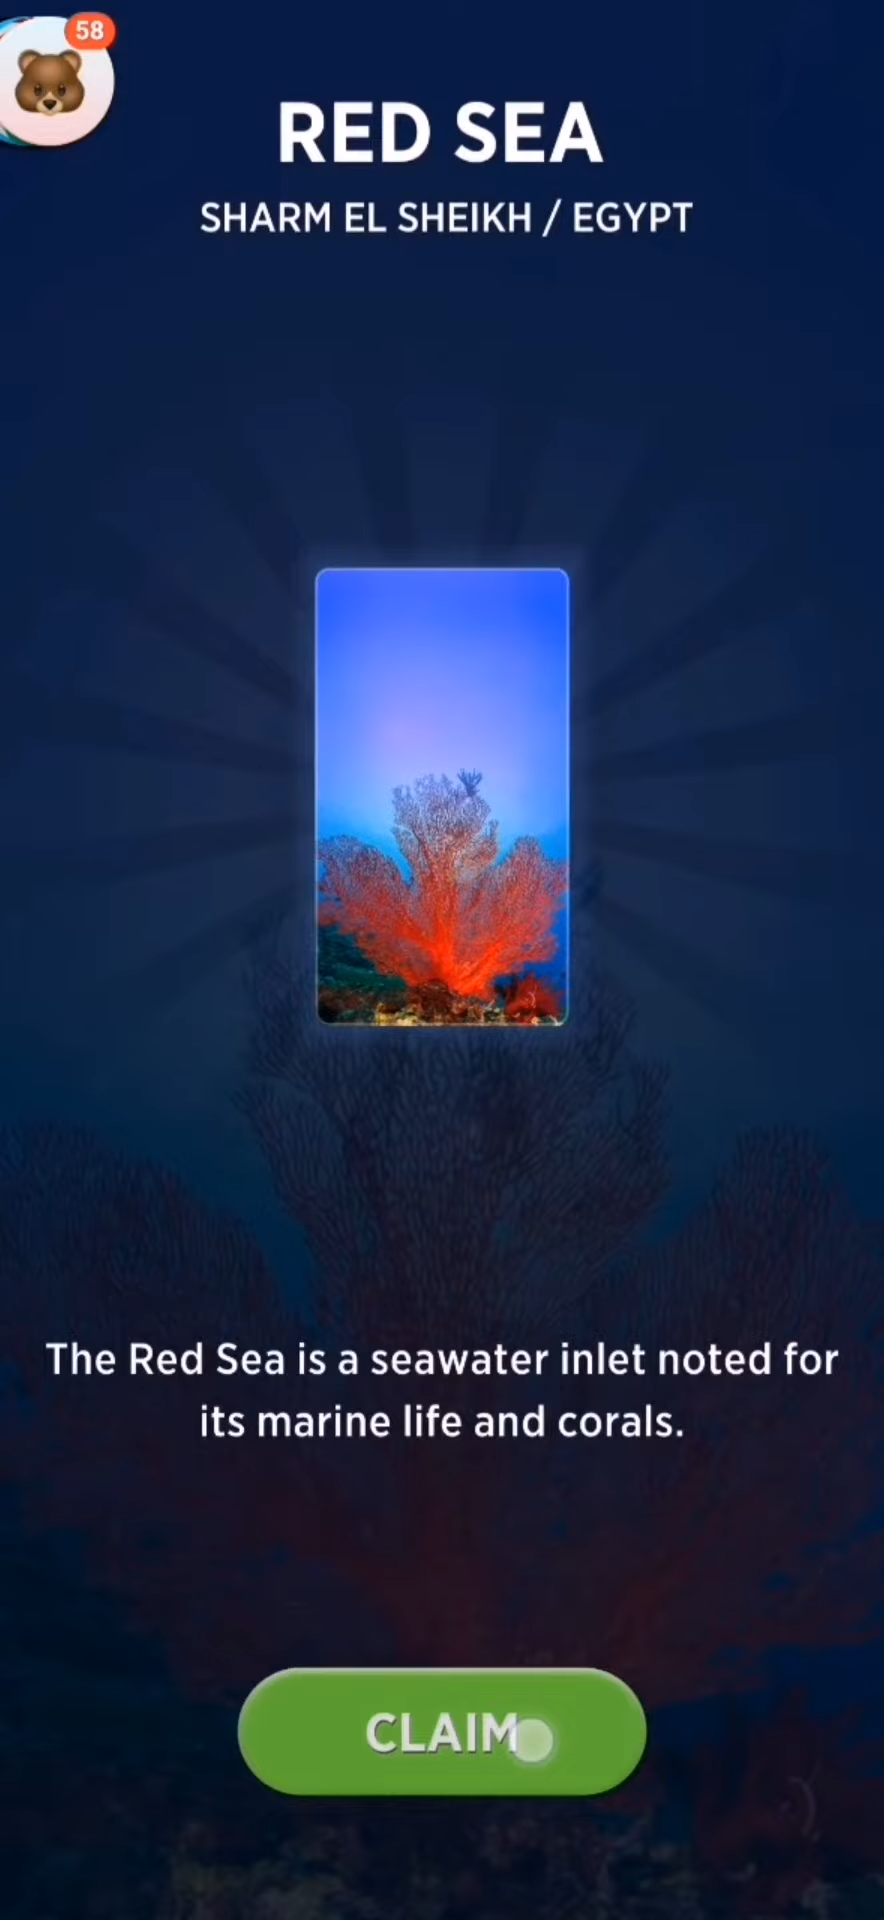 58
RED SEA
SHARM EL SHEIKH / EGYPT
The Red Sea is a seawater inlet noted for
its marine life and corals.
CLAIM